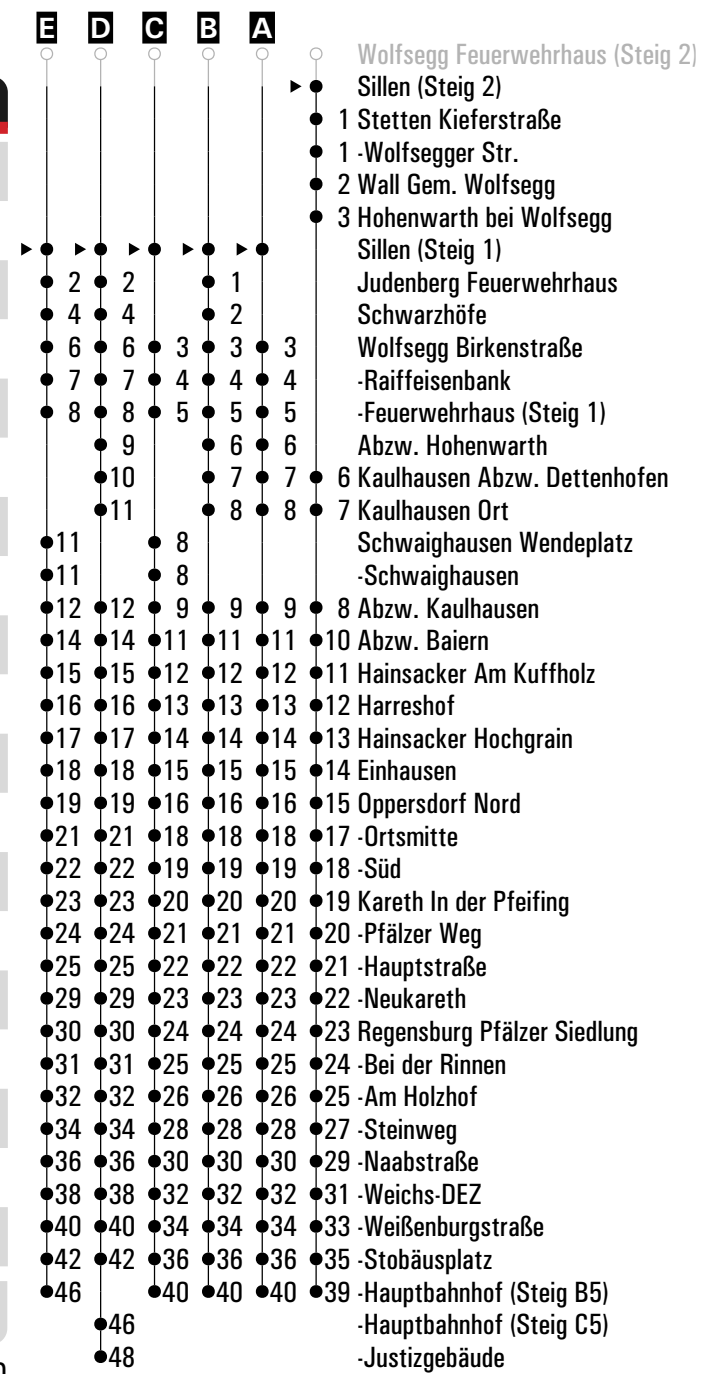 E D C B A
Wolfsegg Feuerwehrhaus (Steig 2)
Sillen (Steig 2)
1 Stetten Kieferstraße
1 -Wolfsegger Str.
2 Wall Gem. Wolfsegg
3 Hohenwarth bei Wolfsegg
Sillen (Steig 1)
2 2 1 Judenberg Feuerwehrhaus
4 4 2 Schwarzhöfe
6 6 3 3 3 Wolfsegg Birkenstraße
7 7 4 4 4 -Raiffeisenbank
8 8 5 5 5 -Feuerwehrhaus (Steig 1)
9 6 6 Abzw. Hohenwarth
10 7 7 6 Kaulhausen Abzw. Dettenhofen
11 8 8 7 Kaulhausen Ort
11 8 Schwaighausen Wendeplatz
11 8 -Schwaighausen
12 12 9 9 9 8 Abzw. Kaulhausen
14 14 11 11 11 10 Abzw. Baiern
15 15 12 12 12 11 Hainsacker Am Kuffholz
16 16 13 13 13 12 Harreshof
17 17 14 14 14 13 Hainsacker Hochgrain
18 18 15 15 15 14 Einhausen
19 19 16 16 16 15 Oppersdorf Nord
21 21 18 18 18 17 -Ortsmitte
22 22 19 19 19 18 -Süd
23 23 20 20 20 19 Kareth In der Pfeifing
24 24 21 21 21 20 -Pfälzer Weg
25 25 22 22 22 21 -Hauptstraße
29 29 23 23 23 22 -Neukareth
30 30 24 24 24 23 Regensburg Pfälzer Siedlung
31 31 25 25 25 24 -Bei der Rinnen
32 32 26 26 26 25 -Am Holzhof
34 34 28 28 28 27 -Steinweg
36 36 30 30 30 29 -Naabstraße
38 38 32 32 32 31 -Weichs-DEZ
40 40 34 34 34 33 -Weißenburgstraße
42 42 36 36 36 35 -Stobäusplatz
46 40 40 40 39 -Hauptbahnhof (Steig B5)
46 -Hauptbahnhof (Steig C5)
48 -Justizgebäude